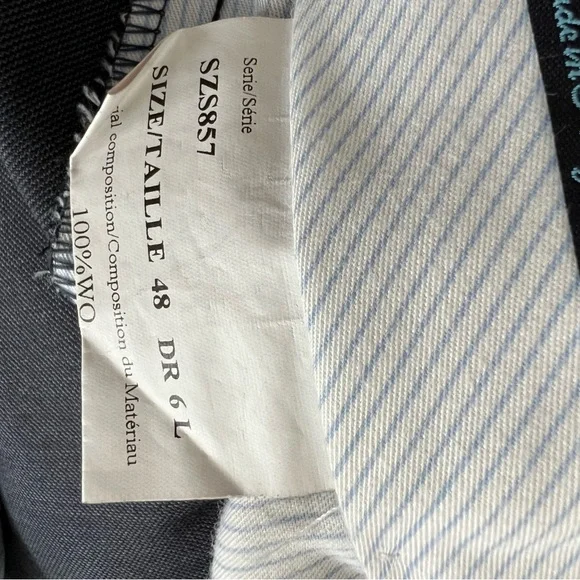 Serie/Série
SZS857
SIZE/TAILLE 48 DR 6 L
ial composition/Composition du Matériau
100%WO